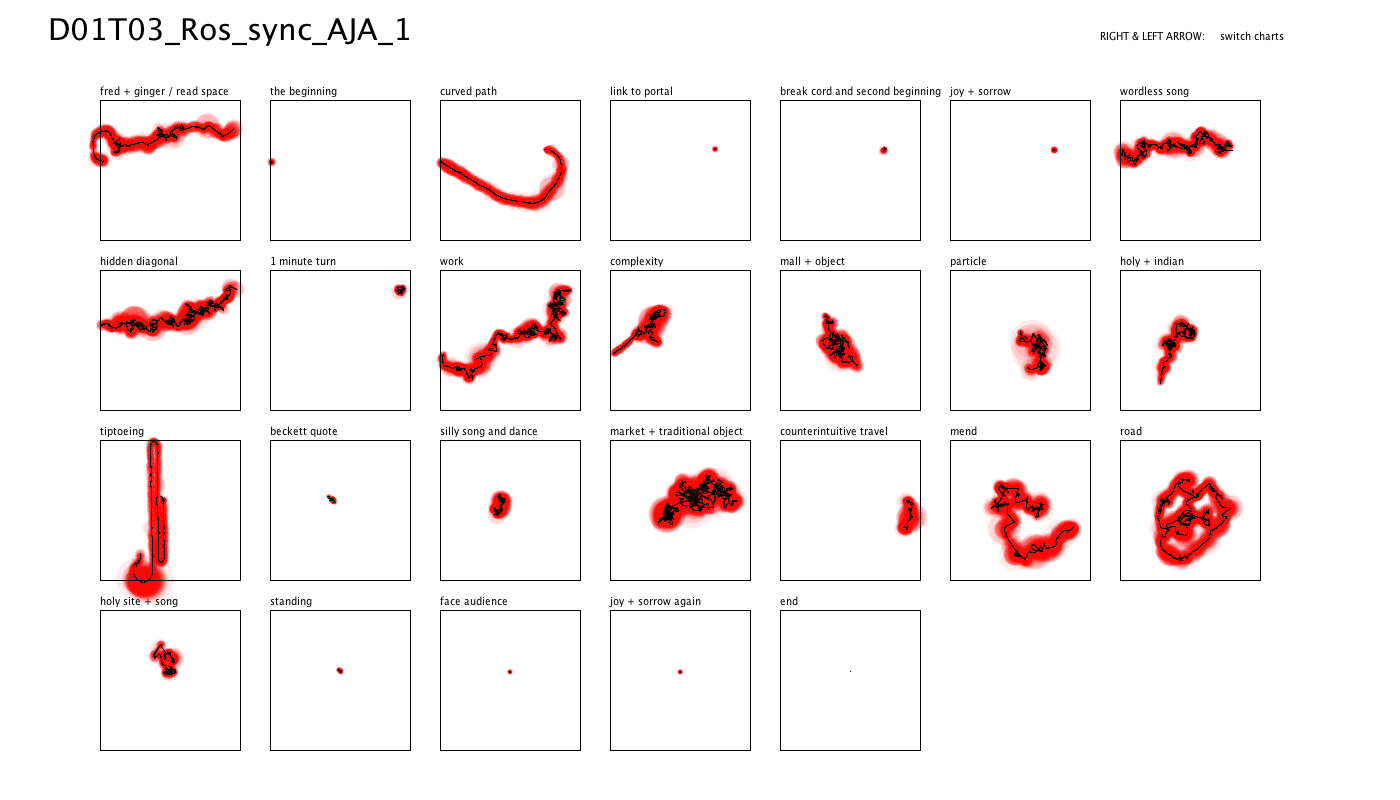 D01T03_Ros_sync_AJA_1
RIGHT & LEFT ARROW: switch charts
fred + ginger / read space
the beginning
curved path
link to portal
break cord and second beginning
joy + sorrow
wordless song
hidden diagonal
1 minute turn
work
complexity
mall + object
particle
holy + indian
tiptoeing
beckett quote
silly song and dance
market + traditional object
counterintuitive travel
mend
road
holy site + song
standing
face audience
joy + sorrow again
end